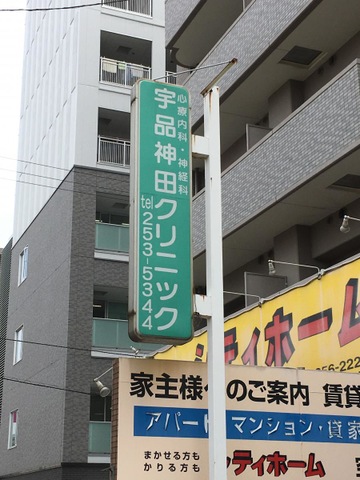 心療内科・神経科
宇品神田クリニック
tel 253-5344
ティホーム
56-222
家主様へのご案内 賃貸
アパート マンション・貸家
まかせる方も
かりる方も
ティホーム